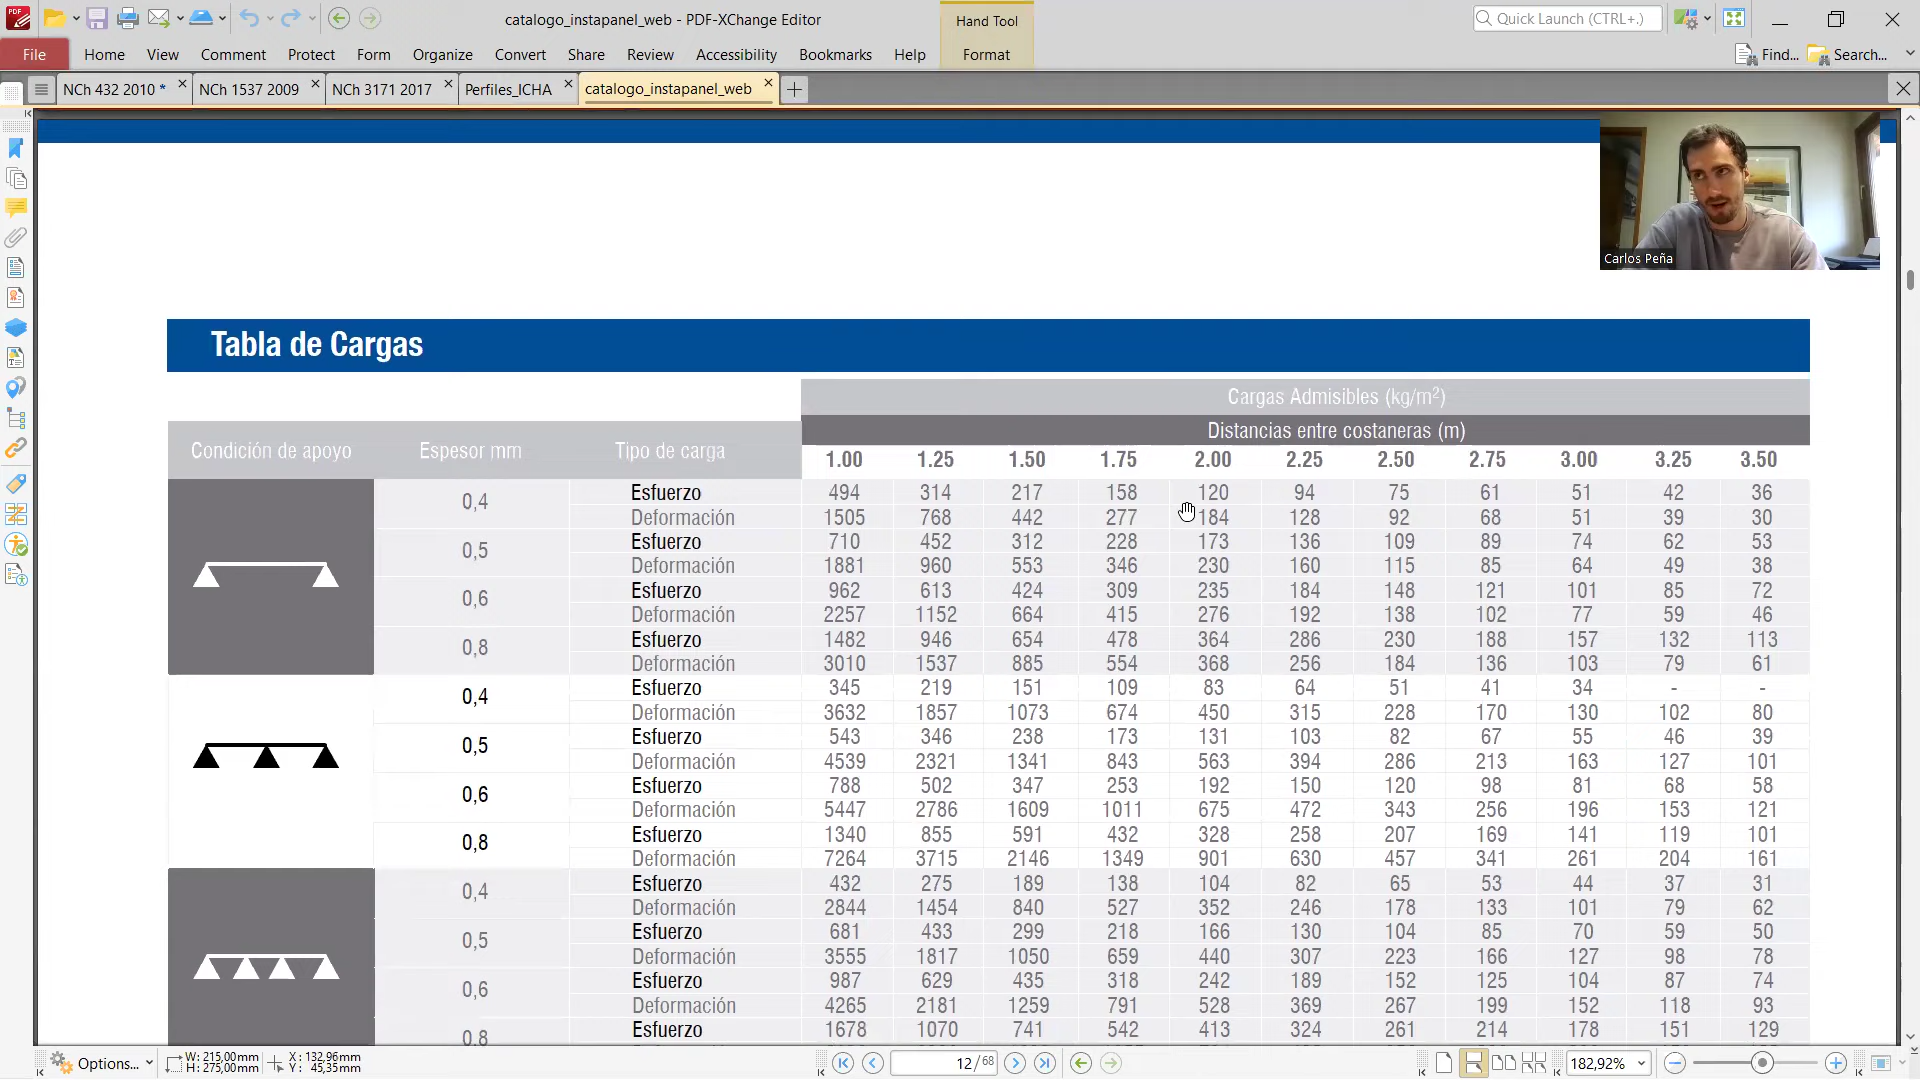 catalogo_instapanel_web - PDF-XChange Editor
Hand Tool
Quick Launch (CTRL+.)
File Home View Comment Protect Form Organize Convert Share Review Accessibility Bookmarks Help Format Find... Search...
NCh 432 2010 * NCh 1537 2009 NCh 3171 2017 Perfiles_ICHA catalogo_instapanel_web
Carlos Peña
Tabla de Cargas
Cargas Admisibles (kg/m²)
Distancias entre costaneras (m)
Condición de apoyo Espesor mm Tipo de carga
1.00 1.25 1.50 1.75 2.00 2.25 2.50 2.75 3.00 3.25 3.50
0,4 Esfuerzo 494 314 217 158 120 94 75 61 51 42 36
Deformación 1505 768 442 277 184 128 92 68 51 39 30
0,5 Esfuerzo 710 452 312 228 173 136 109 89 74 62 53
Deformación 1881 960 553 346 230 160 115 85 64 49 38
0,6 Esfuerzo 962 613 424 309 235 184 148 121 101 85 72
Deformación 2257 1152 664 415 276 192 138 102 77 59 46
0,8 Esfuerzo 1482 946 654 478 364 286 230 188 157 132 113
Deformación 3010 1537 885 554 368 256 184 136 103 79 61
0,4 Esfuerzo 345 219 151 109 83 64 51 41 34 - -
Deformación 3632 1857 1073 674 450 315 228 170 130 102 80
0,5 Esfuerzo 543 346 238 173 131 103 82 67 55 46 39
Deformación 4539 2321 1341 843 563 394 286 213 163 127 101
0,6 Esfuerzo 788 502 347 253 192 150 120 98 81 68 58
Deformación 5447 2786 1609 1011 675 472 343 256 196 153 121
0,8 Esfuerzo 1340 855 591 432 328 258 207 169 141 119 101
Deformación 7264 3715 2146 1349 901 630 457 341 261 204 161
0,4 Esfuerzo 432 275 189 138 104 82 65 53 44 37 31
Deformación 2844 1454 840 527 352 246 178 133 101 79 62
0,5 Esfuerzo 681 433 299 218 166 130 104 85 70 59 50
Deformación 3555 1817 1050 659 440 307 223 166 127 98 78
0,6 Esfuerzo 987 629 435 318 242 189 152 125 104 87 74
Deformación 4265 2181 1259 791 528 369 267 199 152 118 93
0,8 Esfuerzo 1678 1070 741 542 413 324 261 214 178 151 129
Options... W: 215,00mm X: 132,96mm 12/68 182,92%
H: 275,00mm Y: 45,35mm